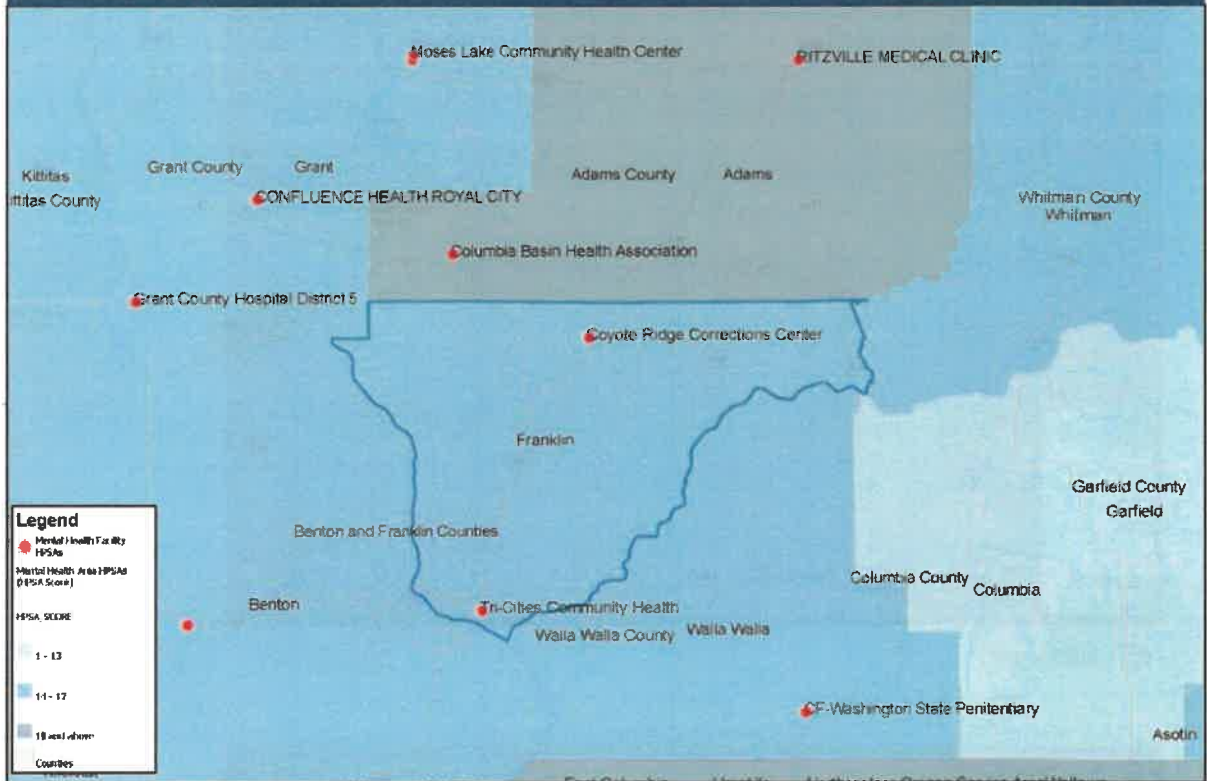 Moses Lake Community Health Center
RITZVILLE MEDICAL CLINIC
Kittitas
Grant County
Grant
Adams County
Adams
ittitas County
CONFLUENCE HEALTH ROYAL CITY
Whitman County
Whitman
Columbia Basin Health Association
Grant County Hospital District 5
Coyote Ridge Corrections Center
Franklin
Garfield County
Garfield
Benton and Franklin Counties
Columbia County
Columbia
Benton
Tri-Cities Community Health
Walla Walla County
Walla Walla
CF-Washington State Penitentiary
Asotin
Legend
Mental Health Facility
HPSAs
Mental Health Area HPSAs
(HPSA Score)
HPSA_SCORE
1 - 13
14 - 17
18 and above
Counties